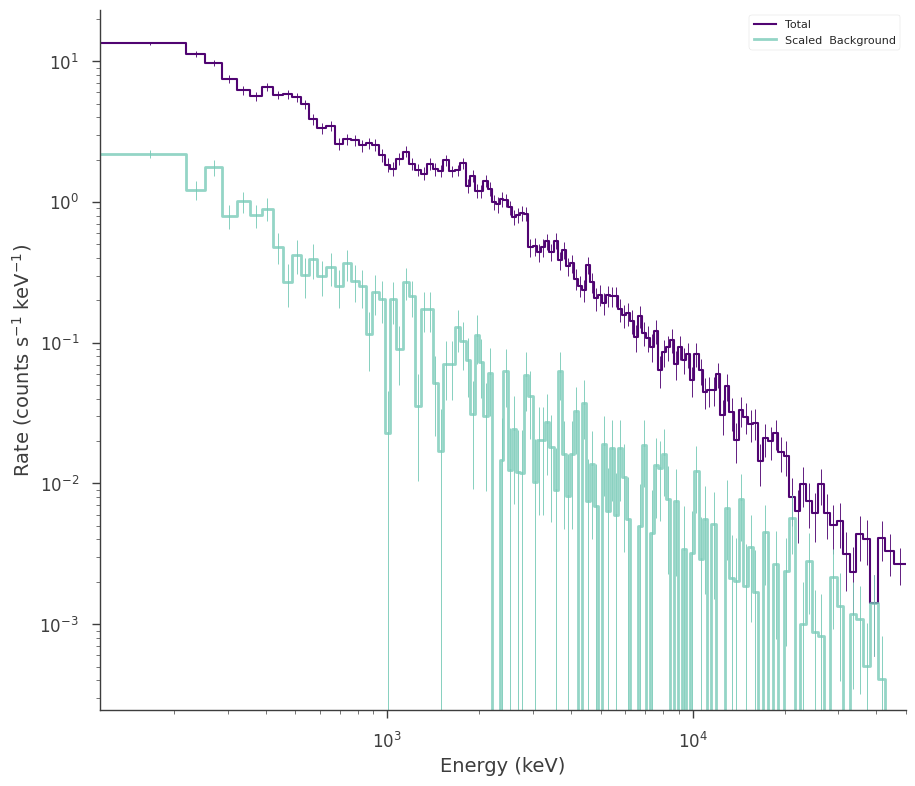 Total
Scaled  Background
10¹
10⁰
10⁻¹
10⁻²
10⁻³
Rate (counts s⁻¹ keV⁻¹)
10³
10⁴
Energy (keV)